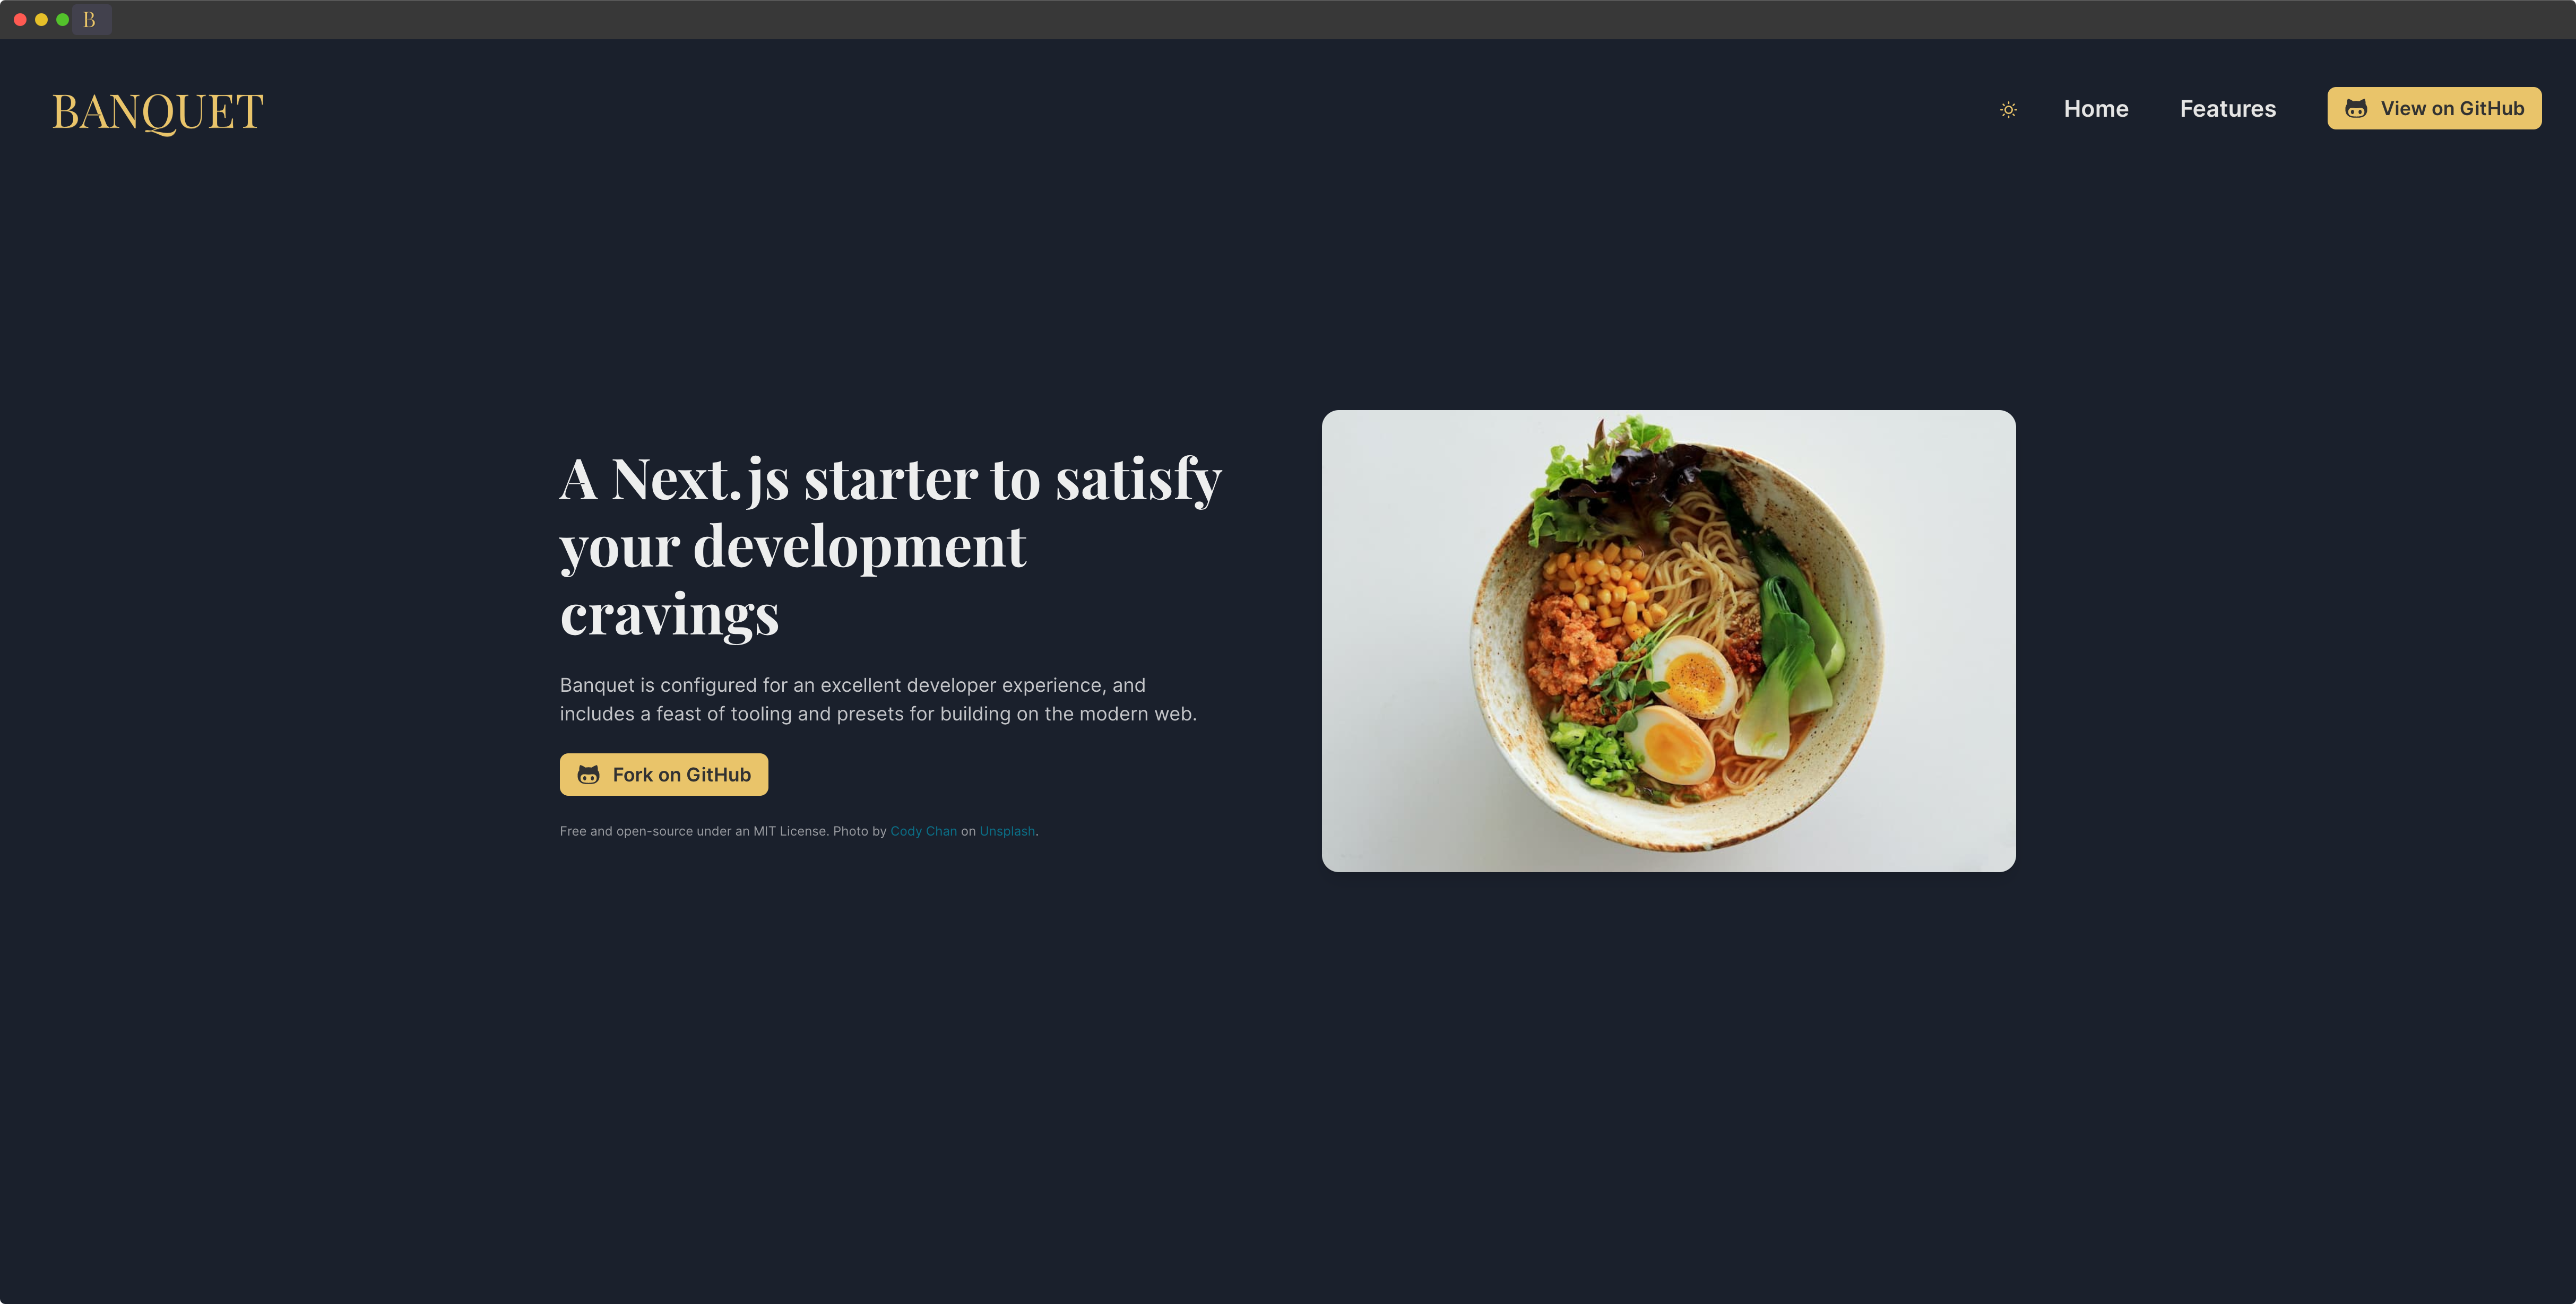 B
BANQUET
Home
Features
View on GitHub
A Next.js starter to satisfy
your development
cravings
Banquet is configured for an excellent developer experience, and
includes a feast of tooling and presets for building on the modern web.
Fork on GitHub
Free and open-source under an MIT License. Photo by Cody Chan on Unsplash.